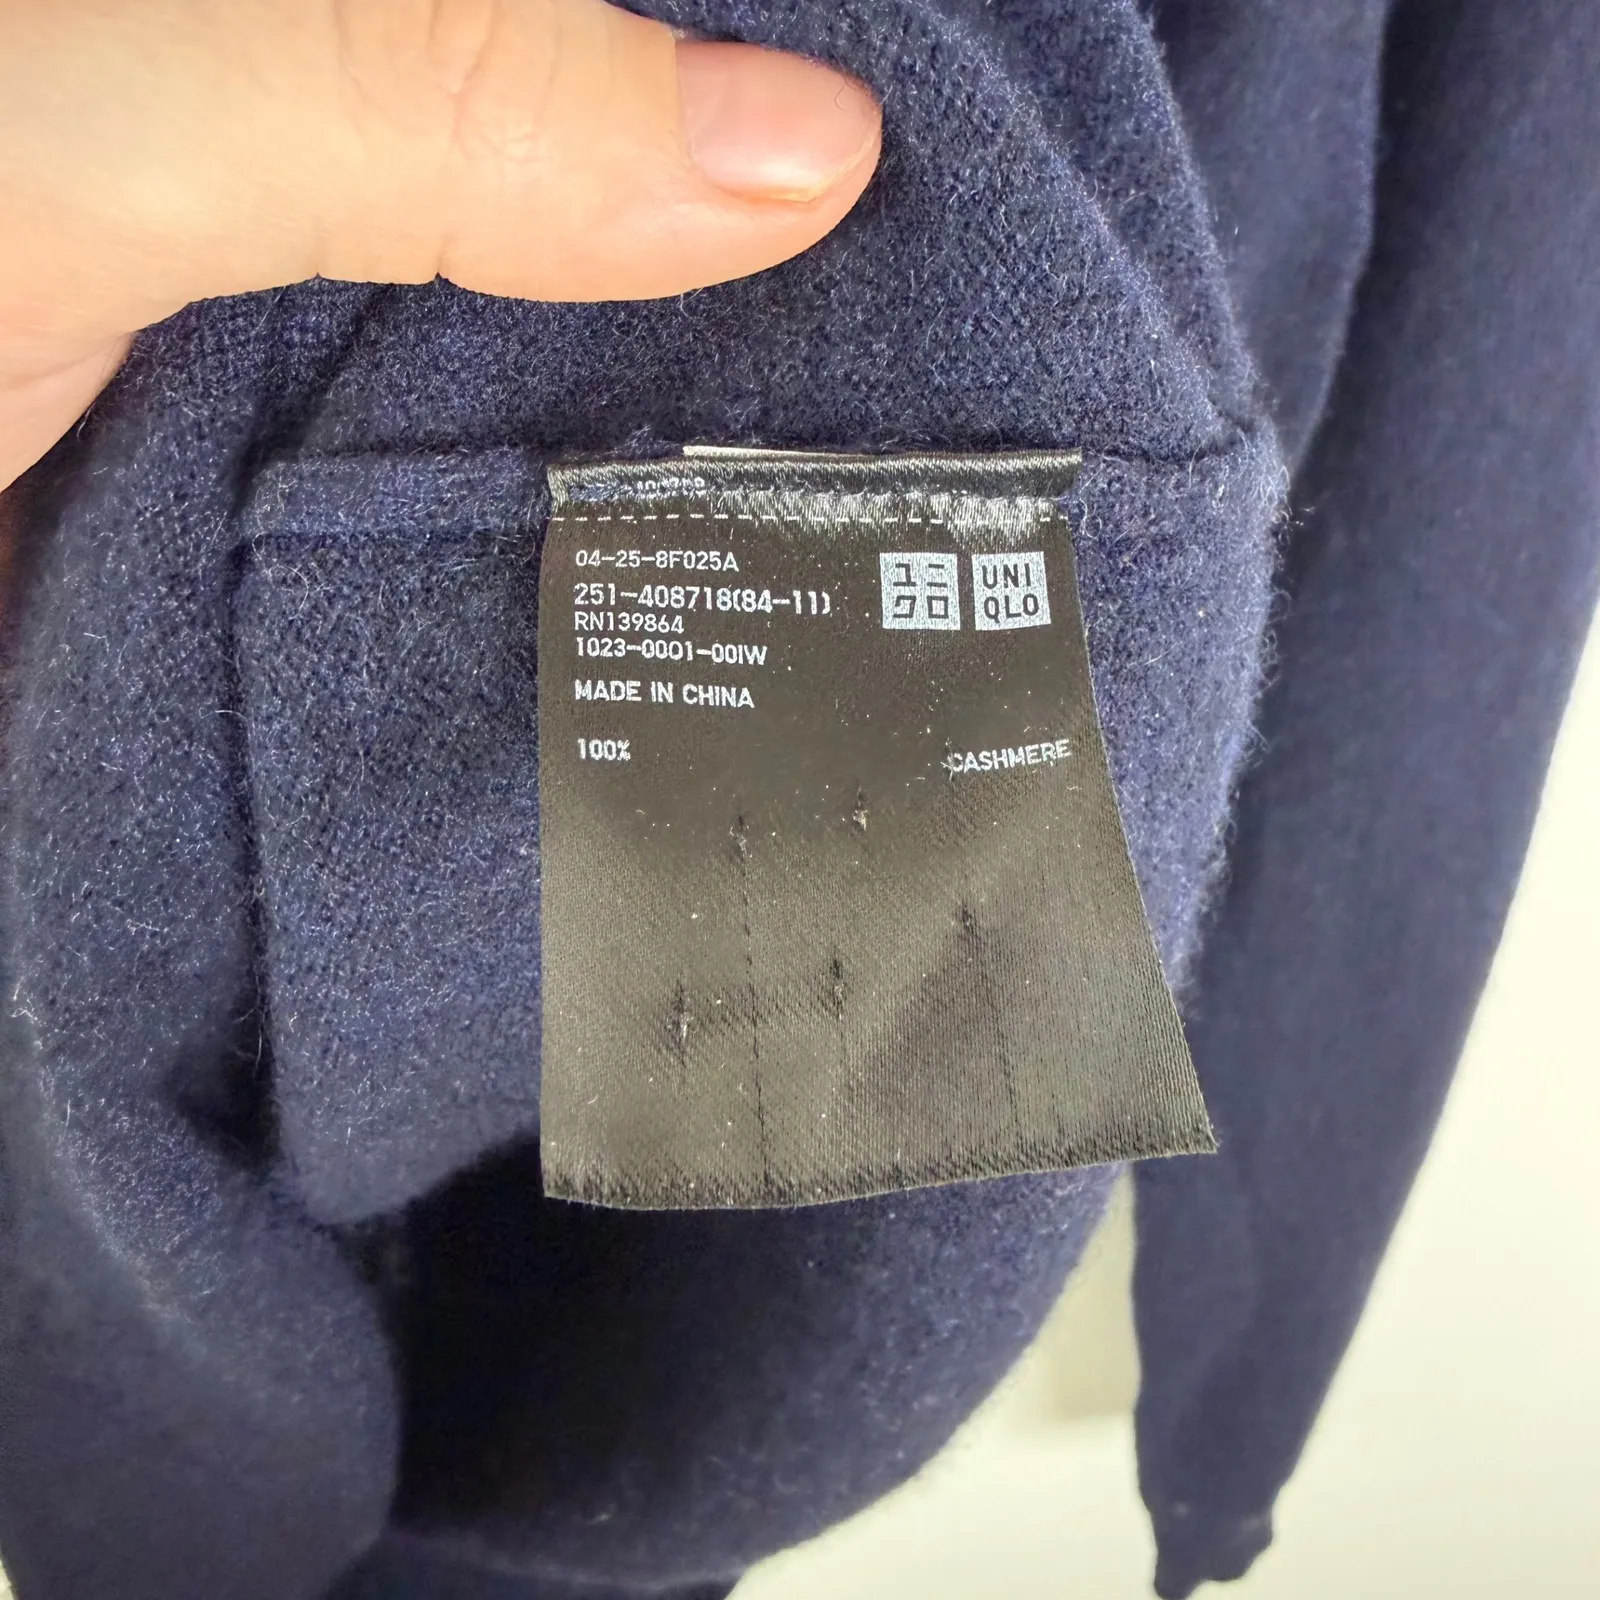 04-25-8F025A
251-408718(84-11)
RN139864
1023-0001-00IW
MADE IN CHINA
100% CASHMERE
ユニ
クロ
UNI
QLO